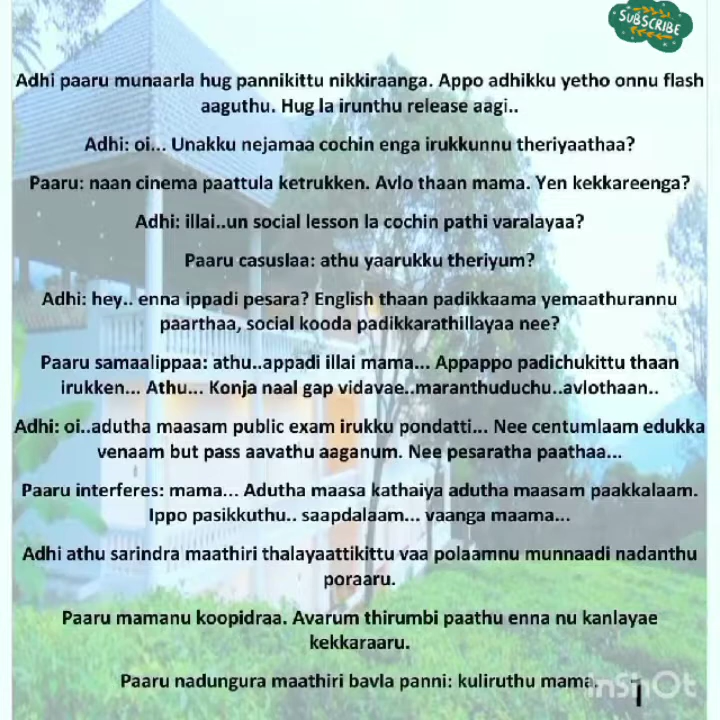 SUBSCRIBE
Adhi paaru munaarla hug pannikittu nikkiraanga. Appo adhikku yetho onnu flash
aaguthu. Hug la irunthu release aagi..
Adhi: oi... Unakku nejamaa cochin enga irukkunnu theriyaathaa?
Paaru: naan cinema paattula ketrukken. Avlo thaan mama. Yen kekkareenga?
Adhi: illai..un social lesson la cochin pathi varalayaa?
Paaru casuslaa: athu yaarukku theriyum?
Adhi: hey.. enna ippadi pesara? English thaan padikkaama yemaathurannu
paarthaa, social kooda padikkarathillayaa nee?
Paaru samaalippaa: athu..appadi illai mama... Appappo padichukittu thaan
irukken... Athu... Konja naal gap vidavae..maranthuduchu..avlothaan..
Adhi: oi..adutha maasam public exam irukku pondatti... Nee centumlaam edukka
venaam but pass aavathu aaganum. Nee pesaratha paathaa...
Paaru interferes: mama... Adutha maasa kathaiya adutha maasam paakkalaam.
Ippo pasikkuthu.. saapdalaam... vaanga maama...
Adhi athu sarindra maathiri thalayaattikittu vaa polaamnu munnaadi nadanthu
poraaru.
Paaru mamanu koopidraa. Avarum thirumbi paathu enna nu kanlayae
kekkaraaru.
Paaru nadungura maathiri bavla panni: kuliruthu mama.
InShOt